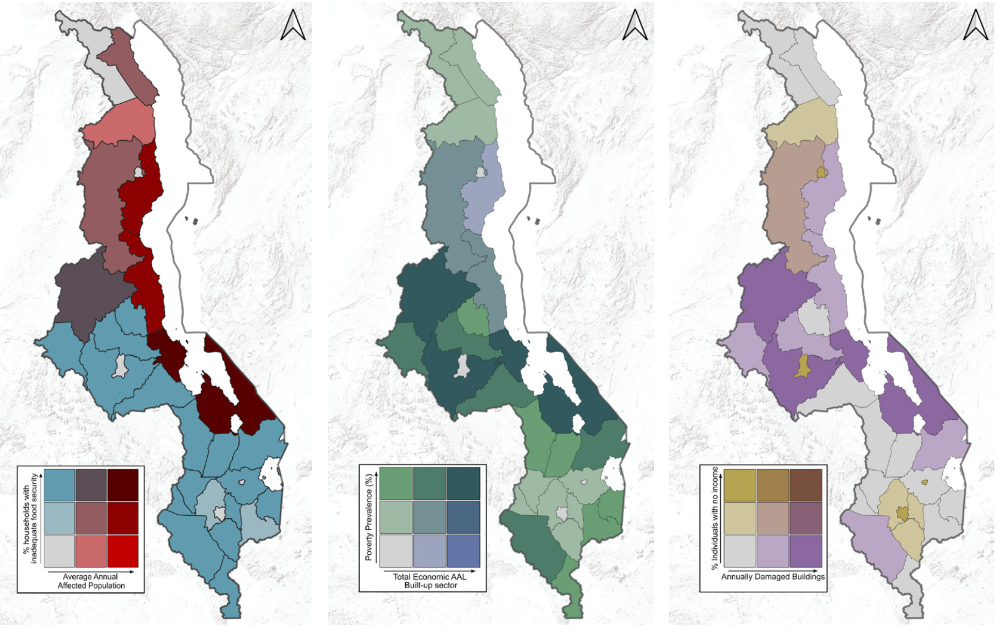 % households with
inadequate food security
Average Annual
Affected Population
Poverty Prevalence (%)
Total Economic AAL
Built-up sector
% Individuals with no income
Annually Damaged Buildings